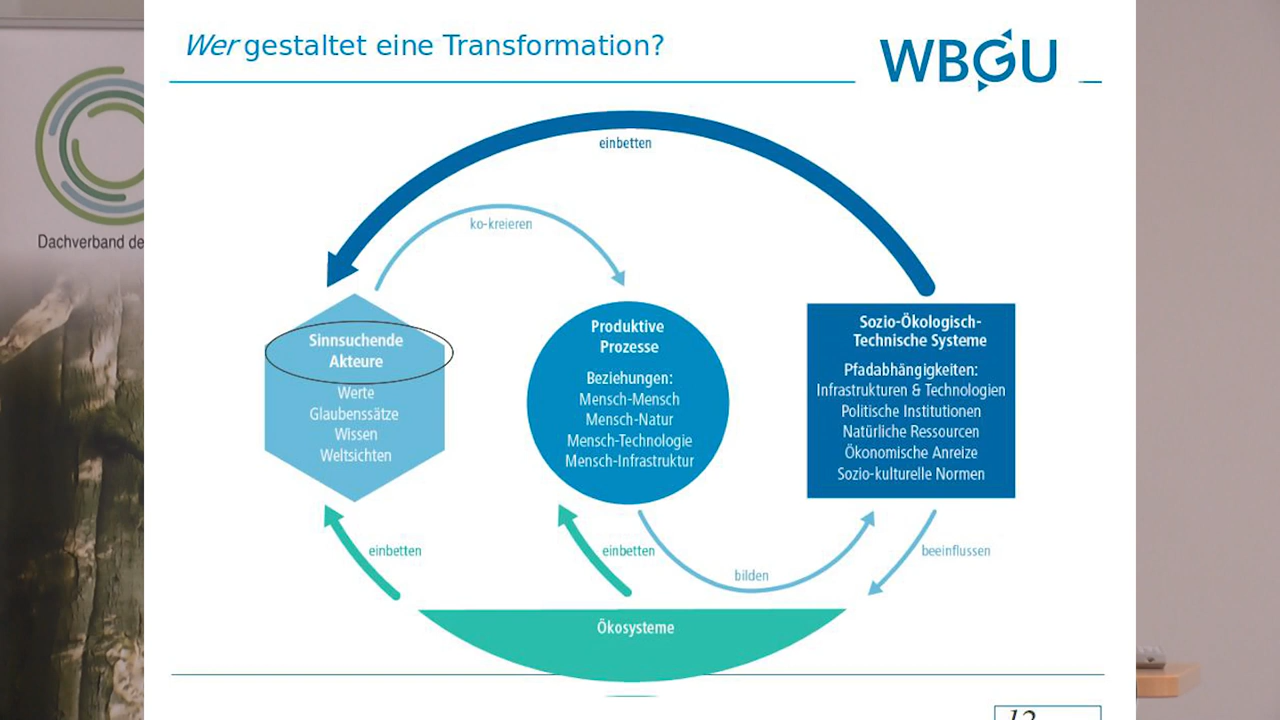 Wer gestaltet eine Transformation?
WBGU
Dachverband de
einbetten
ko-kreieren
Sinnsuchende
Akteure
Werte
Glaubenssätze
Wissen
Weltsichten
Produktive
Prozesse
Beziehungen:
Mensch-Mensch
Mensch-Natur
Mensch-Technologie
Mensch-Infrastruktur
Sozio-Ökologisch-
Technische Systeme
Pfadabhängigkeiten:
Infrastrukturen & Technologien
Politische Institutionen
Natürliche Ressourcen
Ökonomische Anreize
Sozio-kulturelle Normen
einbetten
einbetten
bilden
beeinflussen
Ökosysteme
12